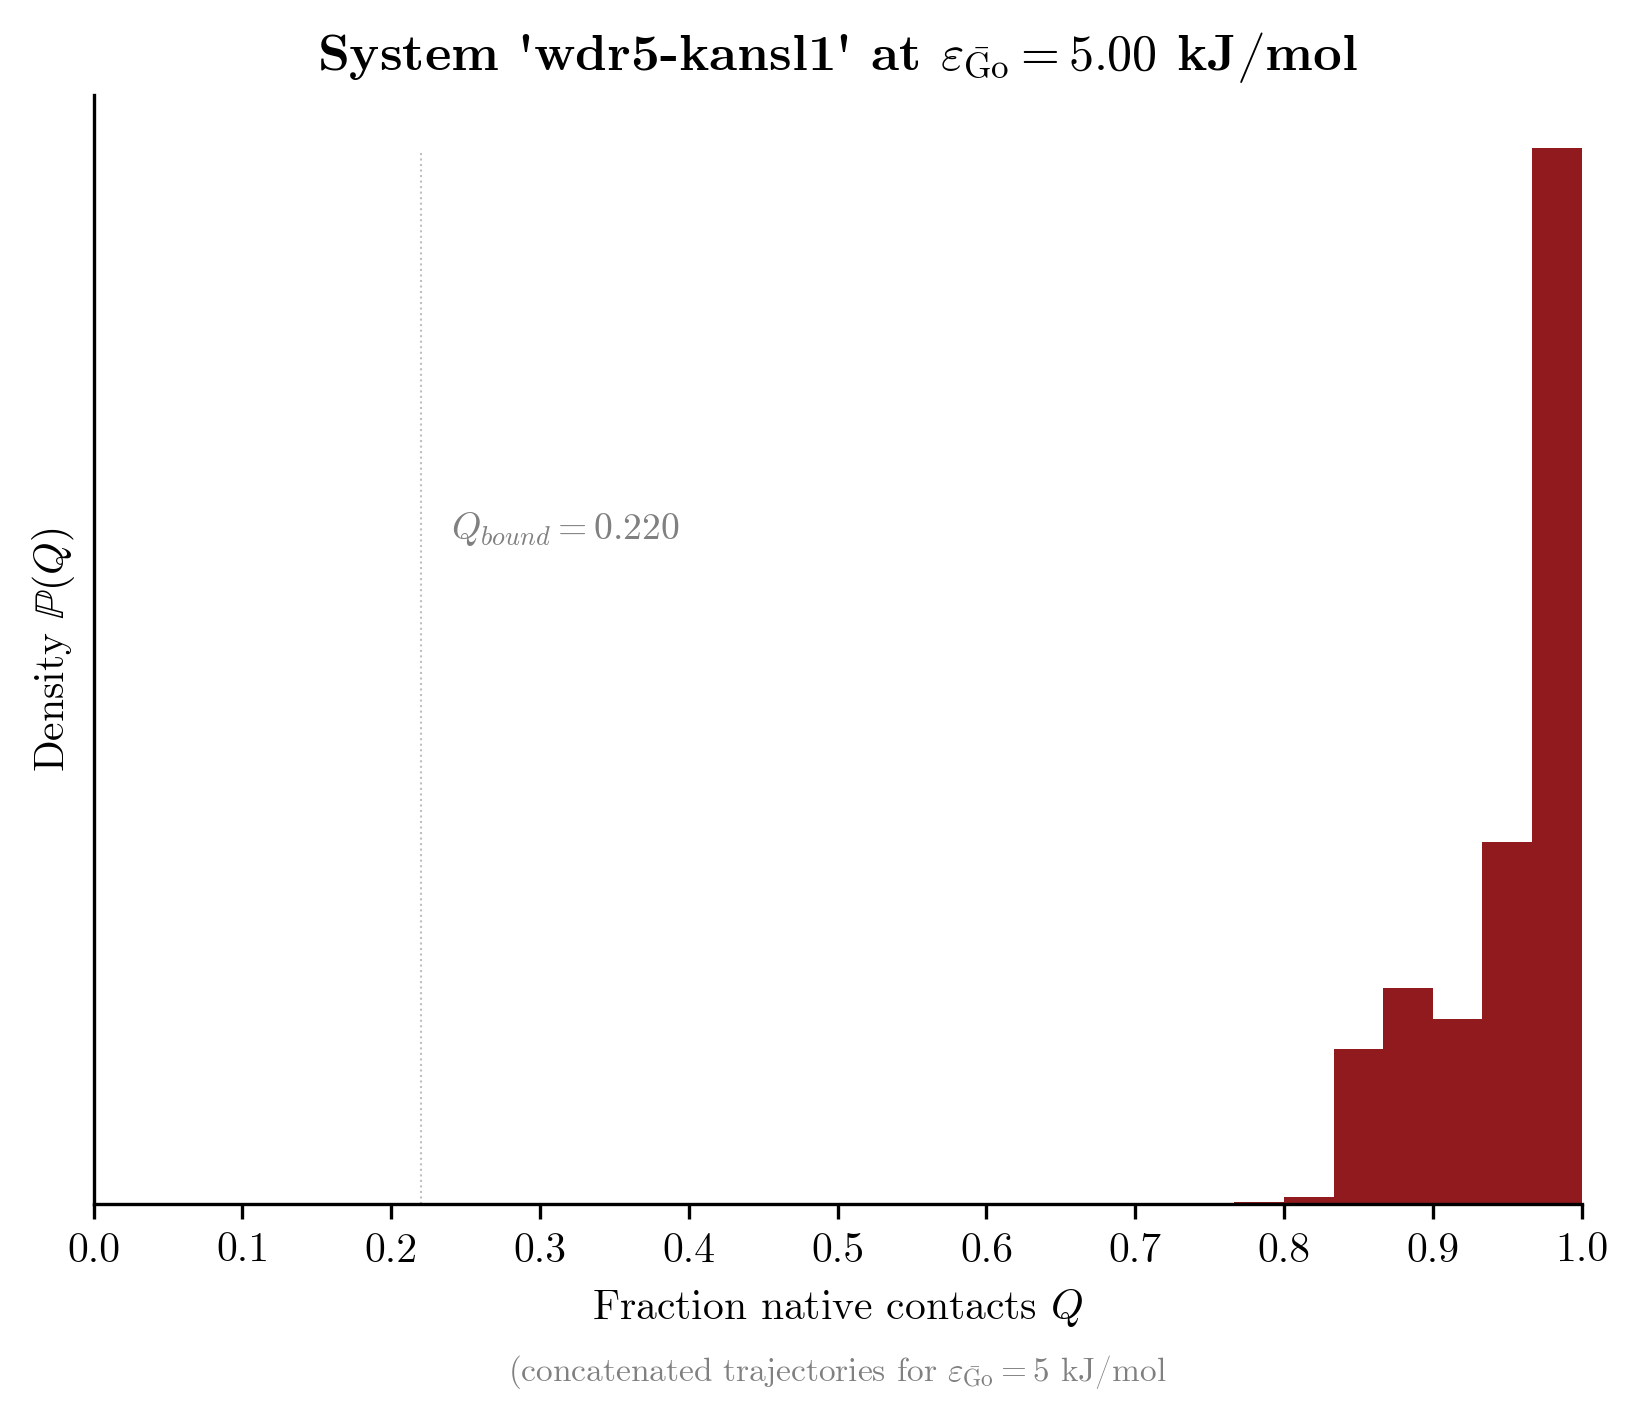 System 'wdr5-kansl1' at ε_Ḡo = 5.00 kJ/mol
Q_bound = 0.220
Density ℙ(Q)
0.0 0.1 0.2 0.3 0.4 0.5 0.6 0.7 0.8 0.9 1.0
Fraction native contacts Q
(concatenated trajectories for ε_Ḡo = 5 kJ/mol